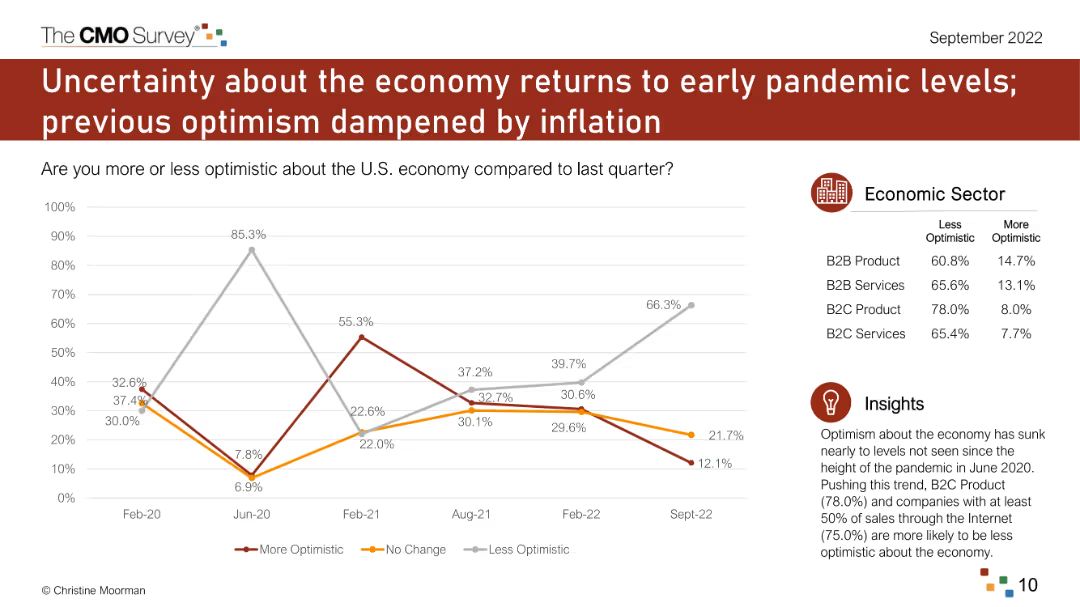 The CMO Survey®
September 2022
Uncertainty about the economy returns to early pandemic levels;
previous optimism dampened by inflation
Are you more or less optimistic about the U.S. economy compared to last quarter?
100%
90%
80%
70%
60%
50%
40%
30%
20%
10%
0%
32.6%
37.4%
30.0%
85.3%
7.8%
6.9%
55.3%
22.6%
22.0%
37.2%
32.7%
30.1%
39.7%
30.6%
29.6%
66.3%
21.7%
12.1%
Feb-20
Jun-20
Feb-21
Aug-21
Feb-22
Sept-22
More Optimistic
No Change
Less Optimistic
Economic Sector
Less Optimistic More Optimistic
B2B Product 60.8% 14.7%
B2B Services 65.6% 13.1%
B2C Product 78.0% 8.0%
B2C Services 65.4% 7.7%
Insights
Optimism about the economy has sunk
nearly to levels not seen since the
height of the pandemic in June 2020.
Pushing this trend, B2C Product
(78.0%) and companies with at least
50% of sales through the Internet
(75.0%) are more likely to be less
optimistic about the economy.
© Christine Moorman
10